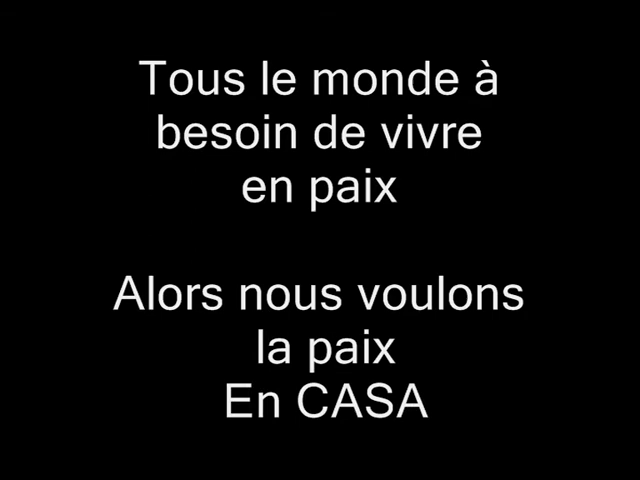 Tous le monde à
besoin de vivre
en paix
Alors nous voulons
la paix
En CASA